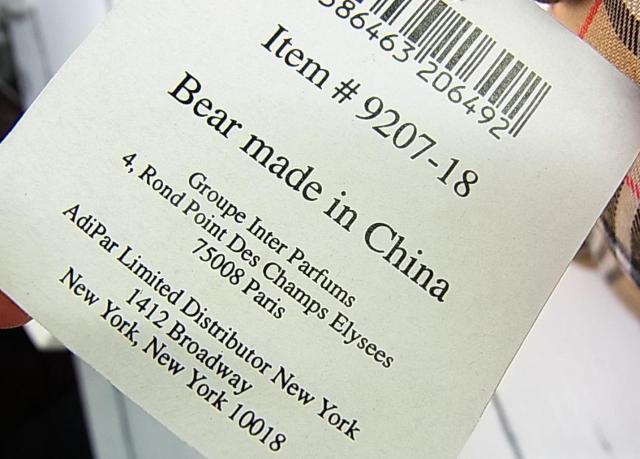 386463 206492
Item # 9207-18
Bear made in China
Groupe Inter Parfums
4, Rond Point Des Champs Elysees
75008 Paris
AdiPar Limited Distributor New York
1412 Broadway
New York, New York 10018